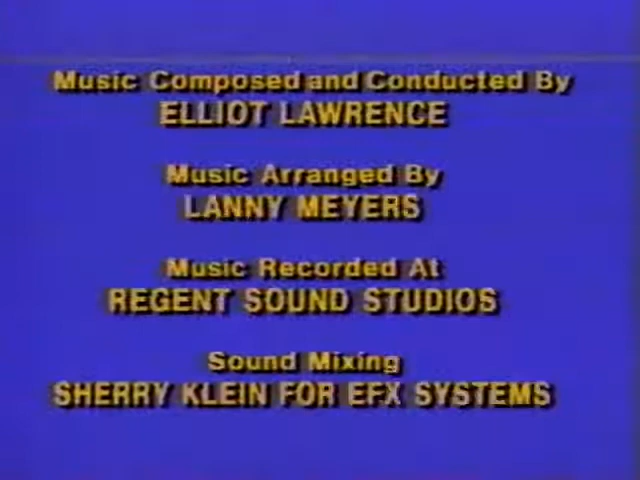 Music Composed and Conducted By
ELLIOT LAWRENCE
Music Arranged By
LANNY MEYERS
Music Recorded At
REGENT SOUND STUDIOS
Sound Mixing
SHERRY KLEIN FOR EFX SYSTEMS